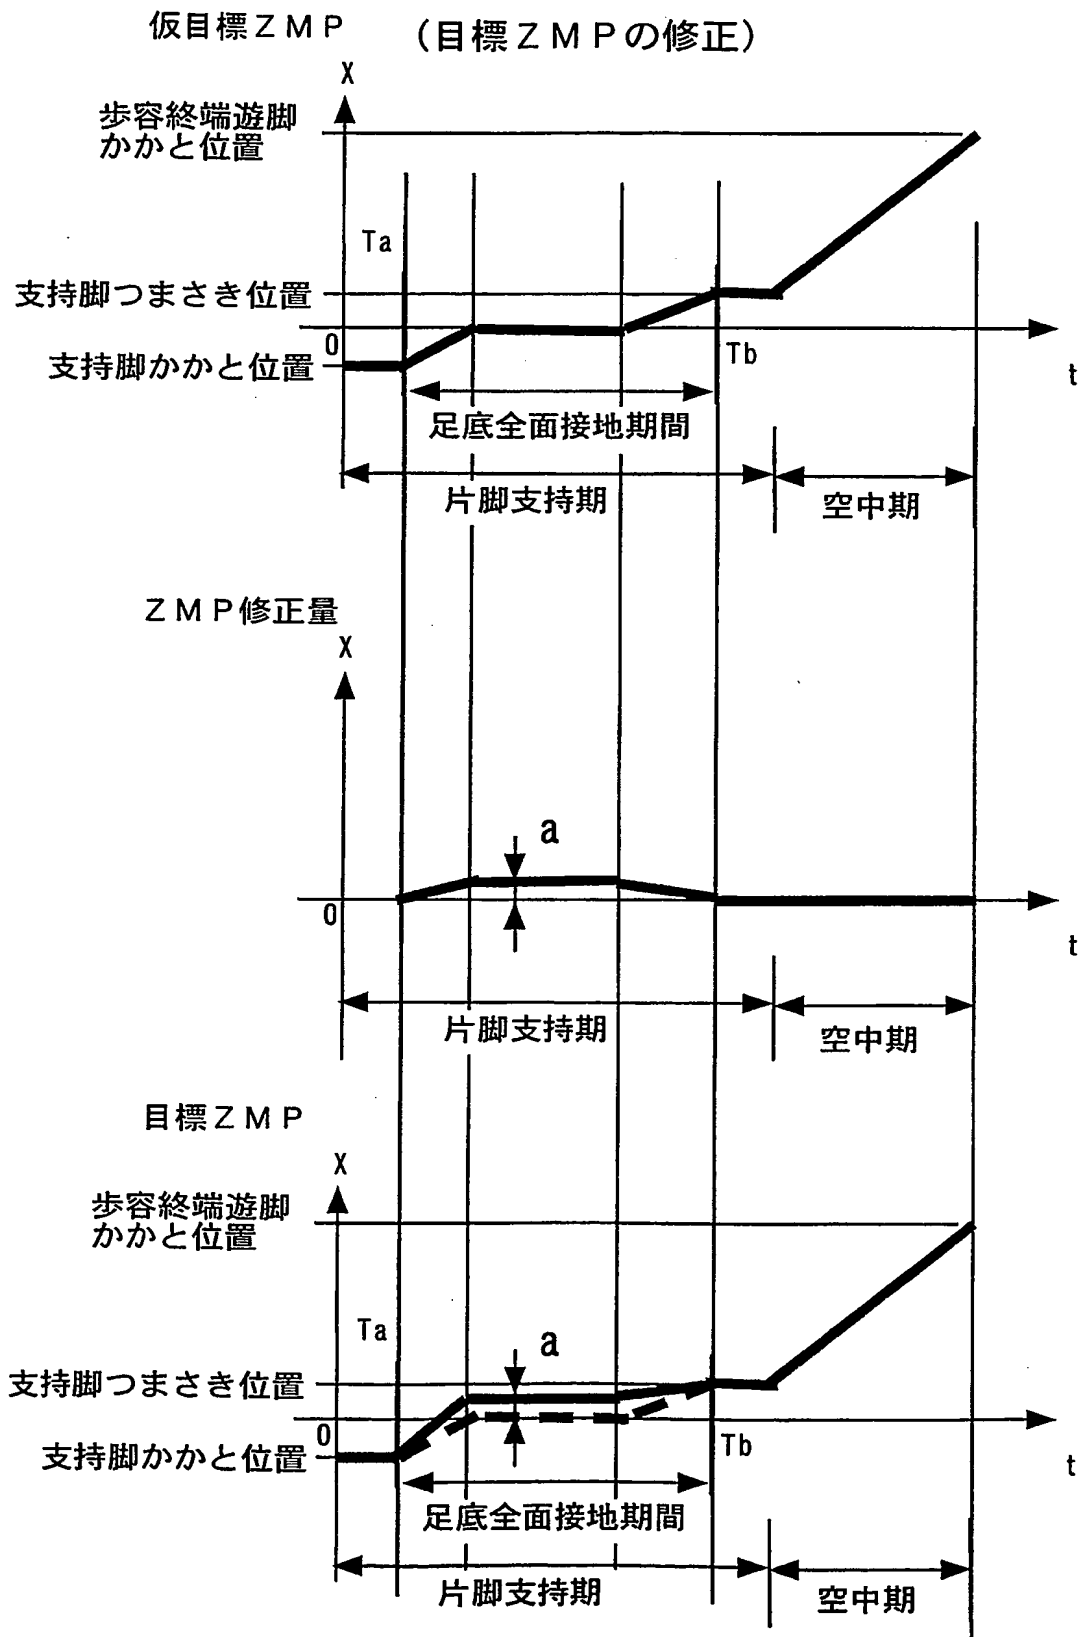 仮目標ZMP
(目標ZMPの修正)
X
歩容終端遊脚
かかと位置
Ta
支持脚つまさき位置
0
Tb
支持脚かかと位置
t
足底全面接地期間
片脚支持期
空中期
ZMP修正量
X
a
0
t
片脚支持期
空中期
目標ZMP
X
歩容終端遊脚
かかと位置
Ta
a
支持脚つまさき位置
0
Tb
支持脚かかと位置
t
足底全面接地期間
片脚支持期
空中期